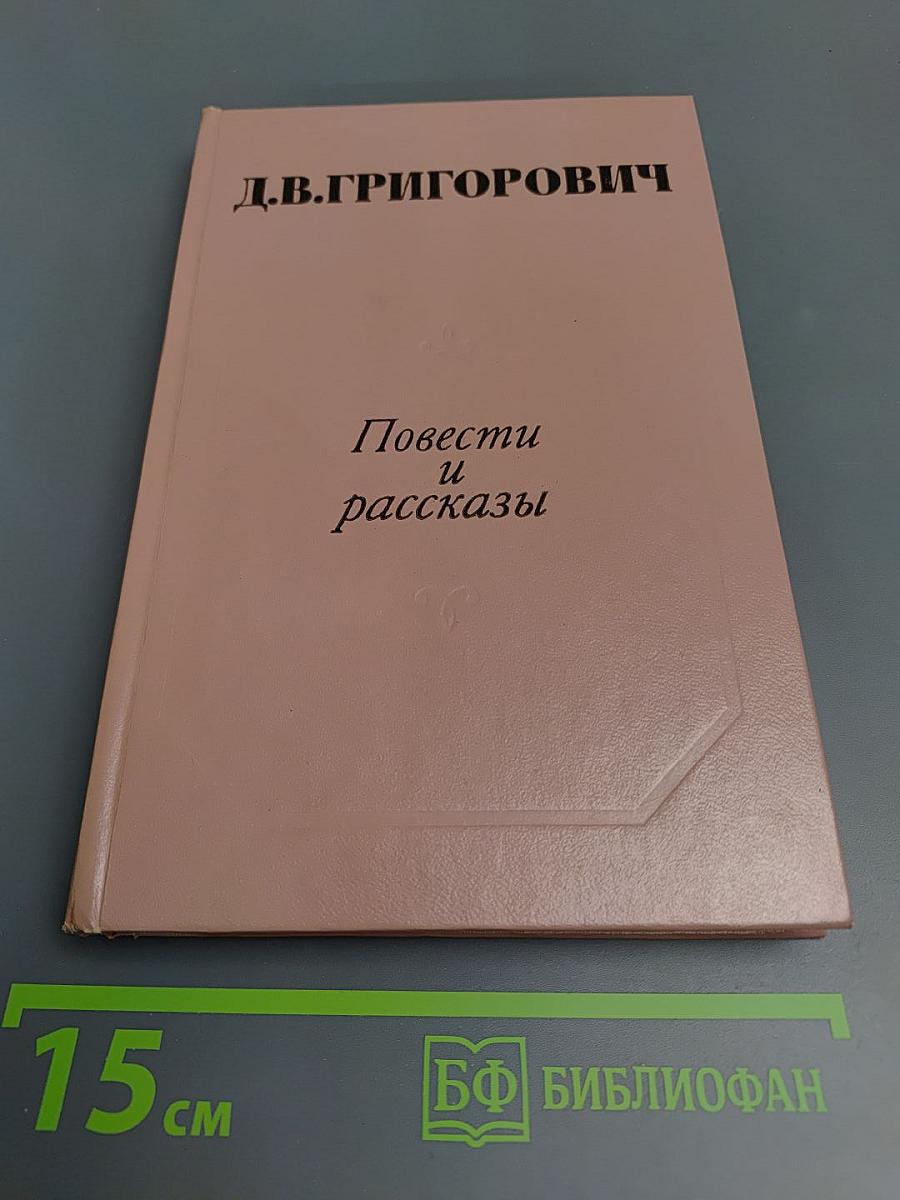 Д.В.ГРИГОРОВИЧ
Повести
и
рассказы
15 см
БФ БИБЛИОФАН